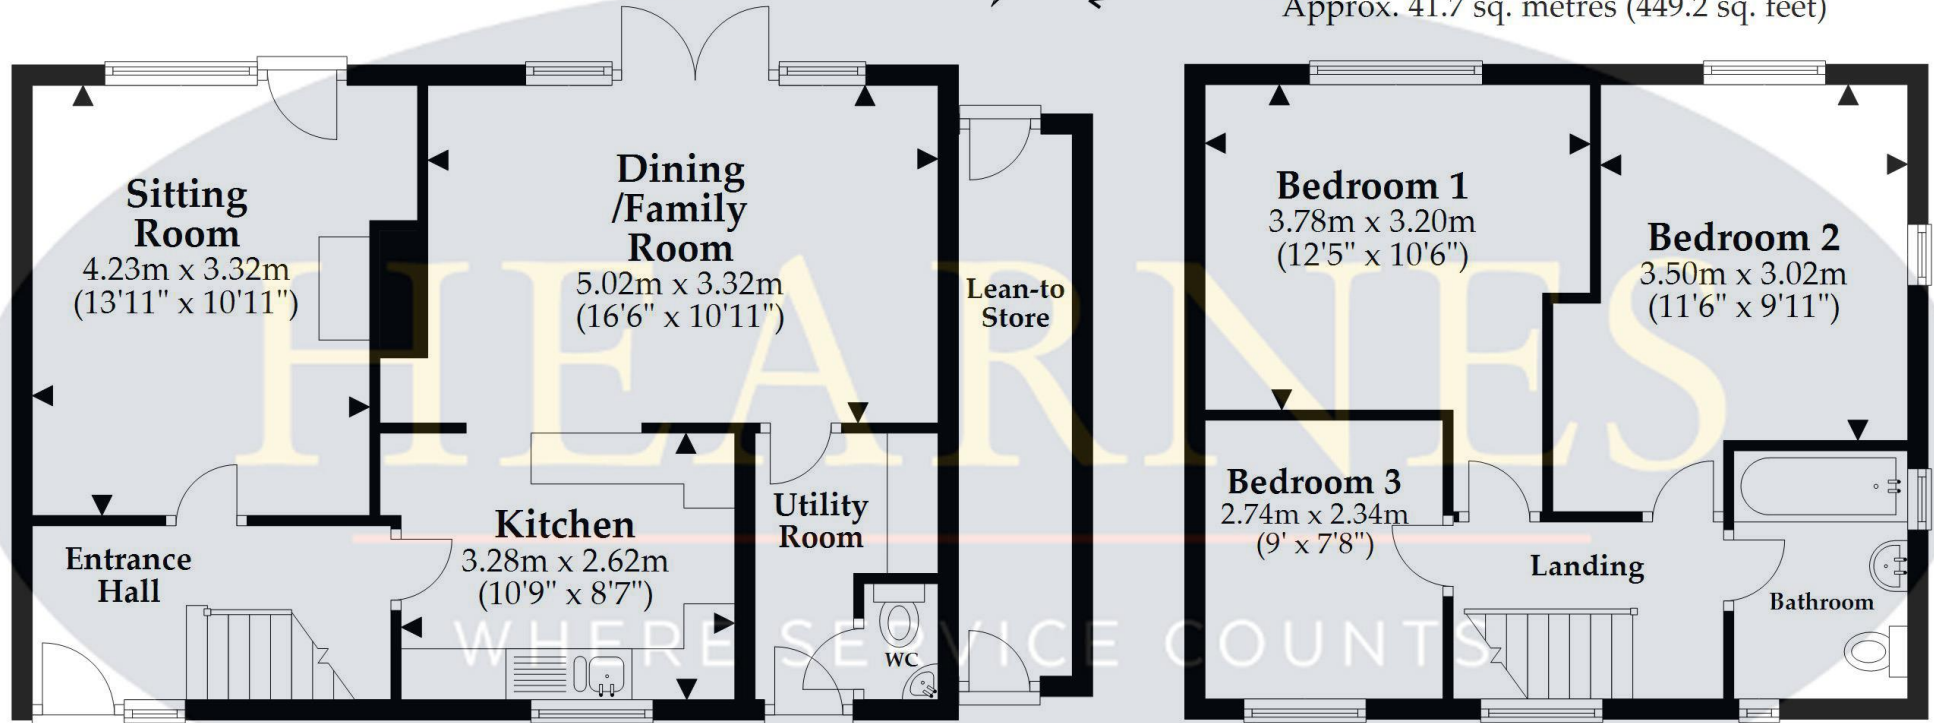 Approx. 41.7 sq. metres (449.2 sq. feet)
Sitting
Room
4.23m x 3.32m
(13'11" x 10'11")
Dining
/Family
Room
5.02m x 3.32m
(16'6" x 10'11")
Lean-to
Store
Entrance
Hall
Kitchen
3.28m x 2.62m
(10'9" x 8'7")
Utility
Room
WC
Bedroom 1
3.78m x 3.20m
(12'5" x 10'6")
Bedroom 2
3.50m x 3.02m
(11'6" x 9'11")
Bedroom 3
2.74m x 2.34m
(9' x 7'8")
Landing
Bathroom
HEARNES
WHERE SERVICE COUNTS